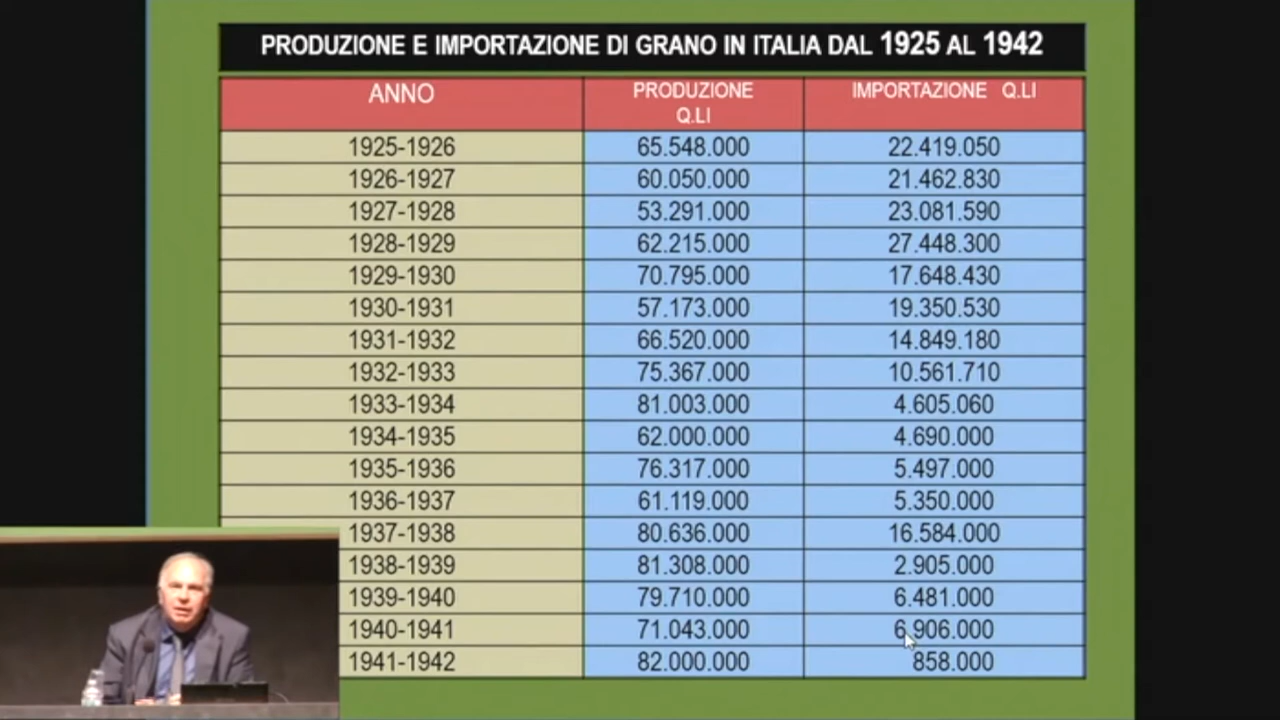 PRODUZIONE E IMPORTAZIONE DI GRANO IN ITALIA DAL 1925 AL 1942
ANNO PRODUZIONE Q.LI IMPORTAZIONE Q.LI
1925-1926 65.548.000 22.419.050
1926-1927 60.050.000 21.462.830
1927-1928 53.291.000 23.081.590
1928-1929 62.215.000 27.448.300
1929-1930 70.795.000 17.648.430
1930-1931 57.173.000 19.350.530
1931-1932 66.520.000 14.849.180
1932-1933 75.367.000 10.561.710
1933-1934 81.003.000 4.605.060
1934-1935 62.000.000 4.690.000
1935-1936 76.317.000 5.497.000
1936-1937 61.119.000 5.350.000
1937-1938 80.636.000 16.584.000
1938-1939 81.308.000 2.905.000
1939-1940 79.710.000 6.481.000
1940-1941 71.043.000 6.906.000
1941-1942 82.000.000 858.000